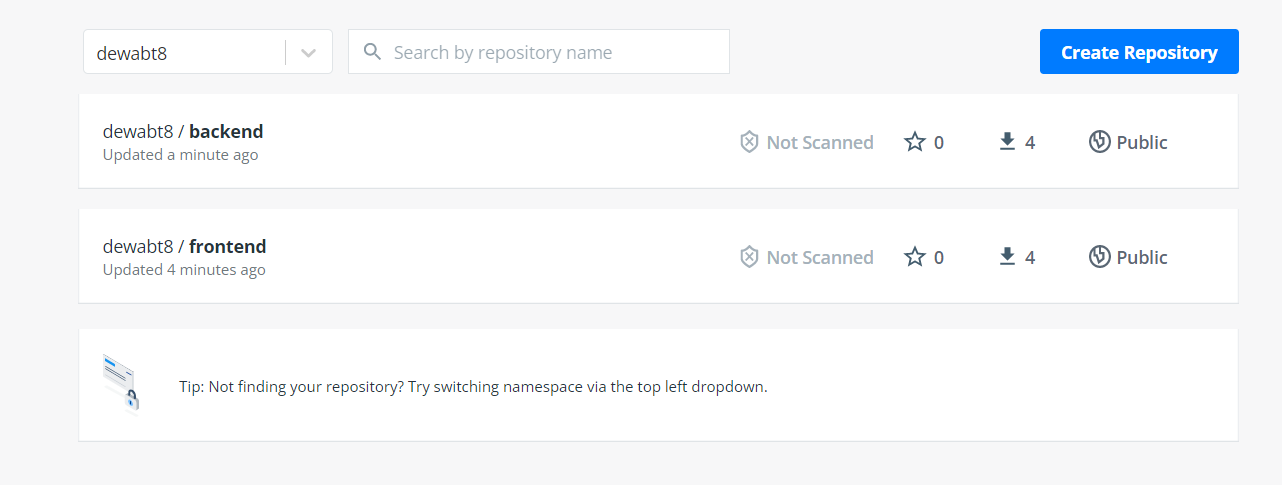 dewabt8
Search by repository name
Create Repository
dewabt8 / backend
Updated a minute ago
Not Scanned
0
4
Public
dewabt8 / frontend
Updated 4 minutes ago
Not Scanned
0
4
Public
Tip: Not finding your repository? Try switching namespace via the top left dropdown.